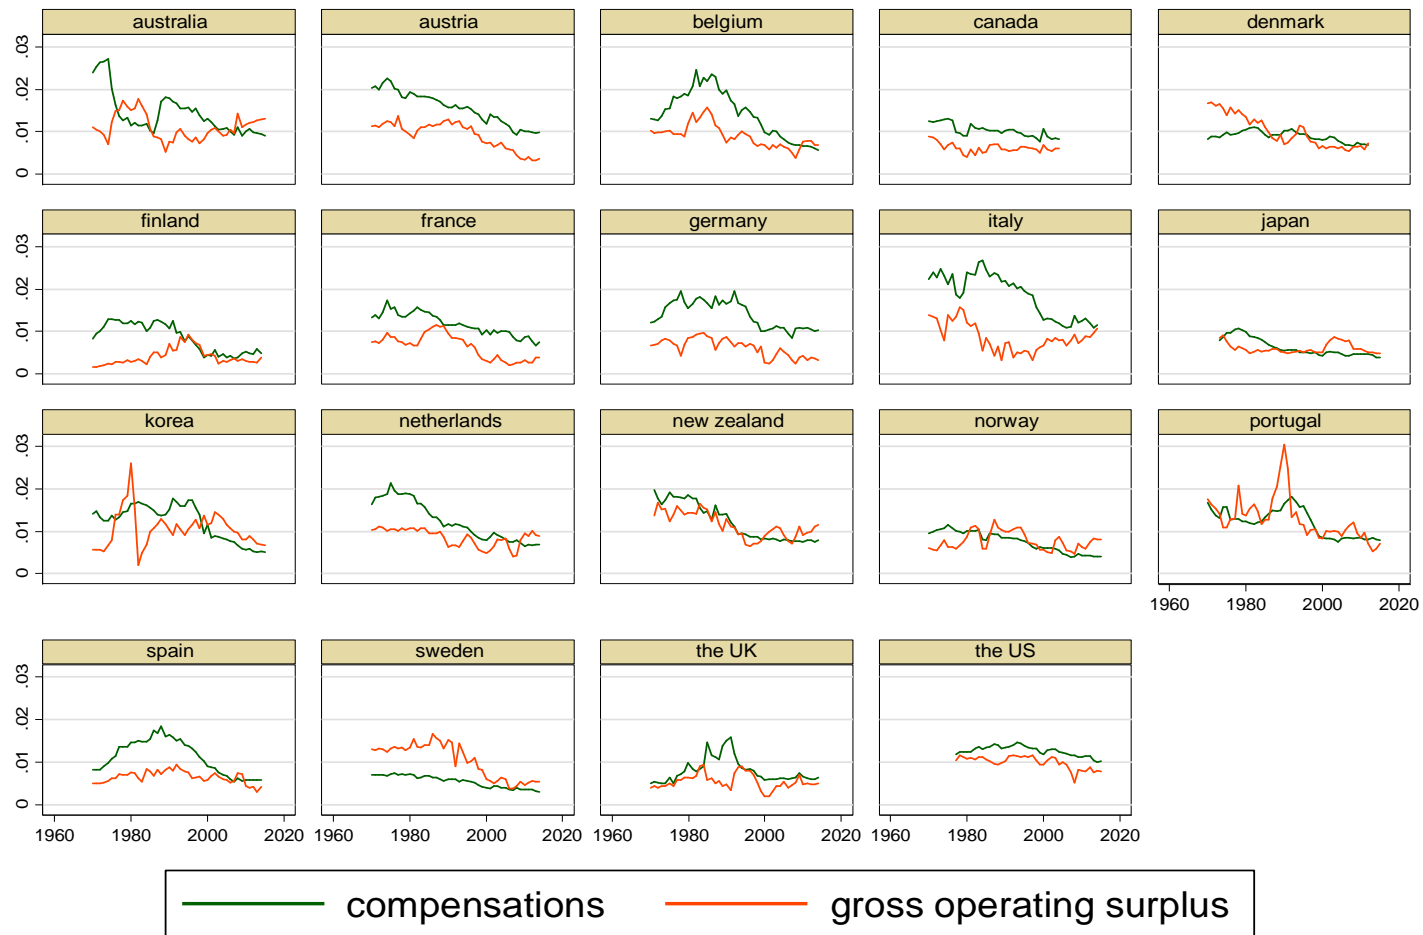 australia austria belgium canada denmark
0 .01 .02 .03
finland france germany italy japan
0 .01 .02 .03
korea netherlands new zealand norway portugal
0 .01 .02 .03
1960 1980 2000 2020
spain sweden the UK the US
0 .01 .02 .03
1960 1980 2000 2020 1960 1980 2000 2020 1960 1980 2000 2020 1960 1980 2000 2020
compensations gross operating surplus